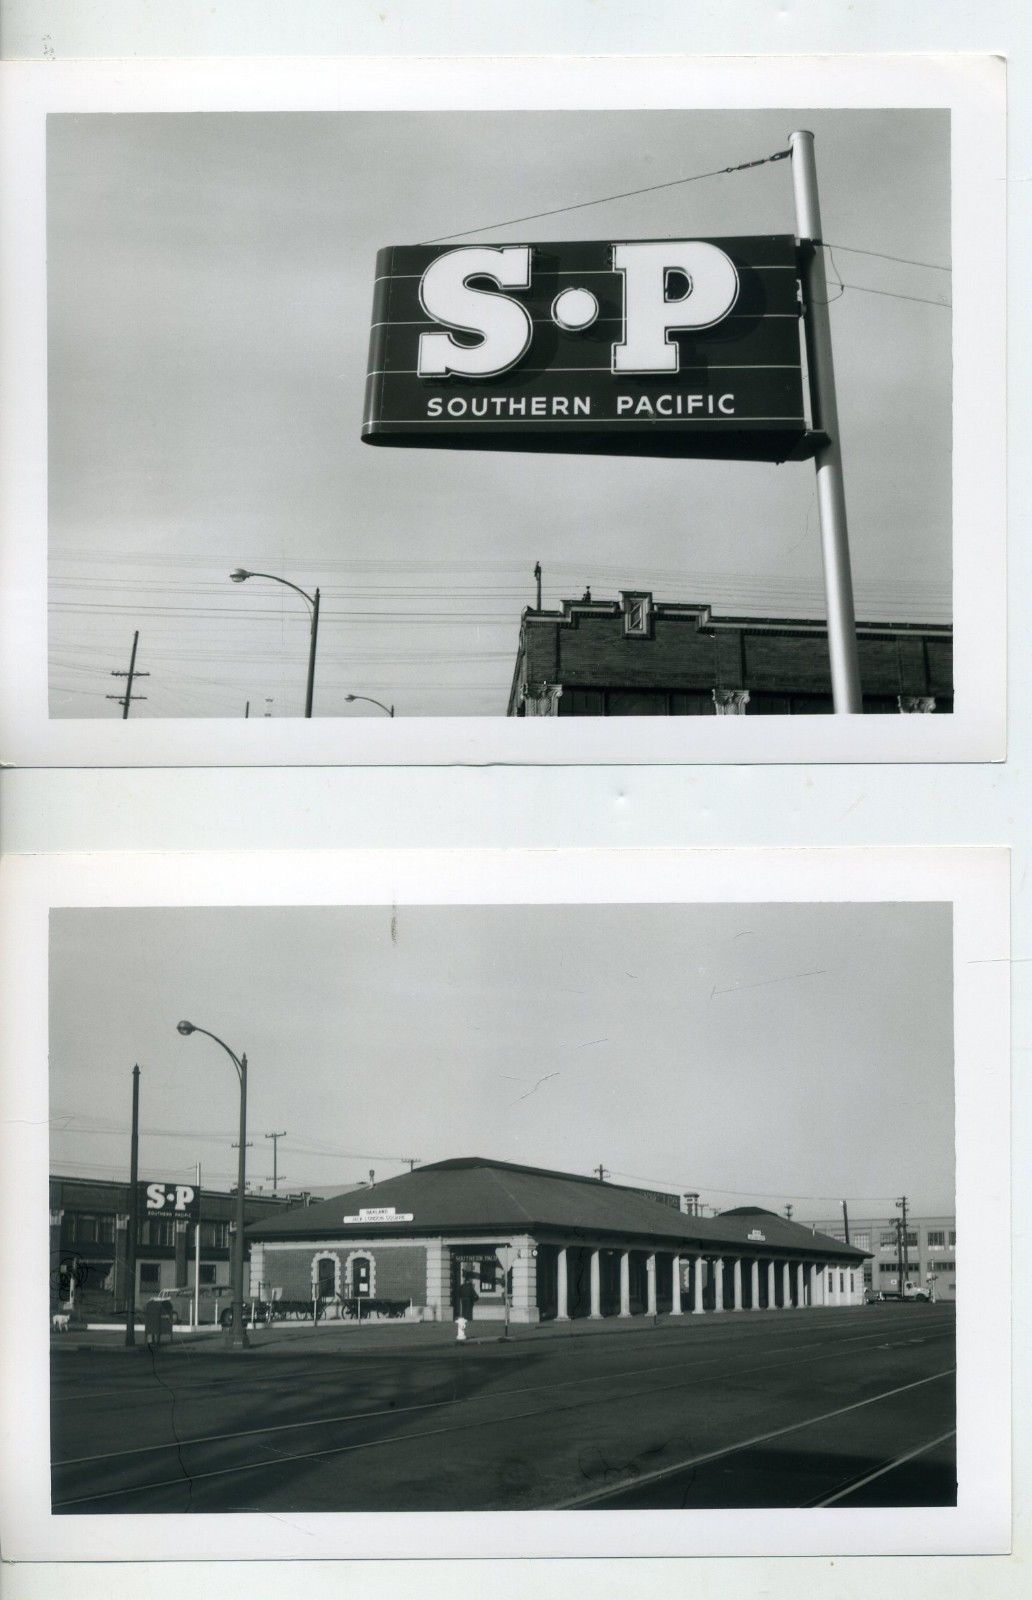 S•P
SOUTHERN PACIFIC
S•P
SOUTHERN PACIFIC
OAKLAND
JACK LONDON SQUARE
SOUTHERN PACIFIC